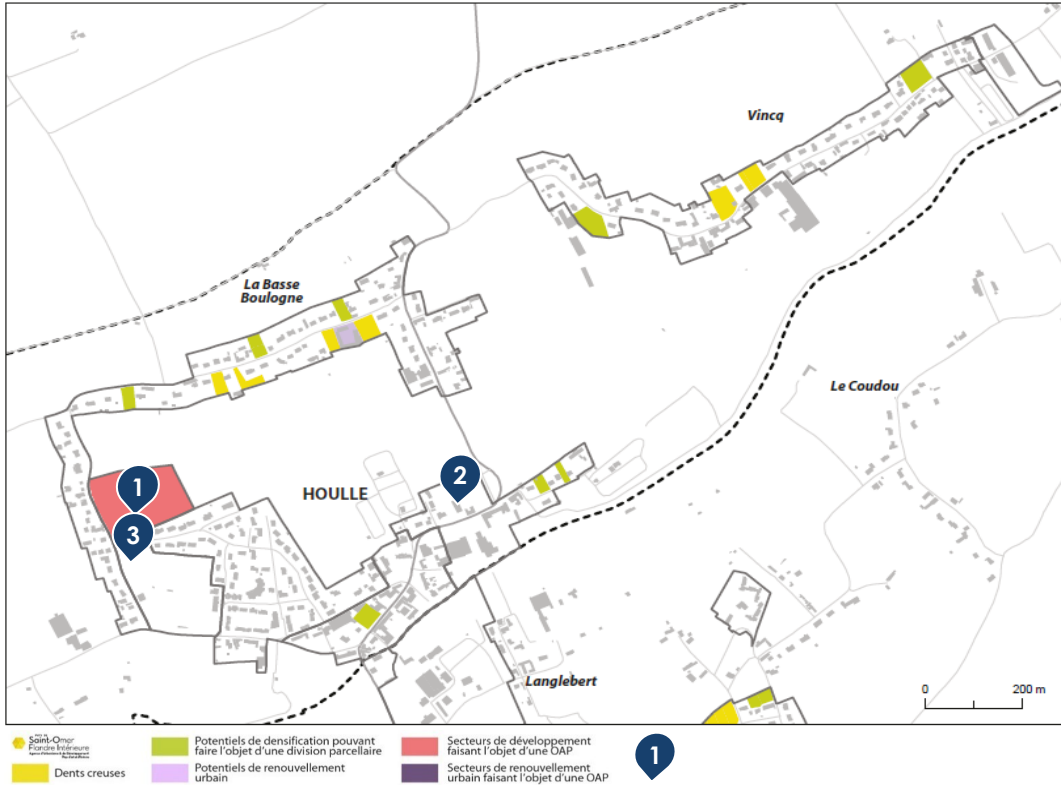 Vincq
La Basse
Boulogne
Le Coudou
1
2
HOULLE
3
Langlebert
0 200 m
Saint-Omer
Flandre Intérieure
Dents creuses
Potentiels de densification pouvant
faire l'objet d'une division parcellaire
Potentiels de renouvellement
urbain
Secteurs de développement
faisant l'objet d'une OAP
Secteurs de renouvellement
urbain faisant l'objet d'une OAP
1